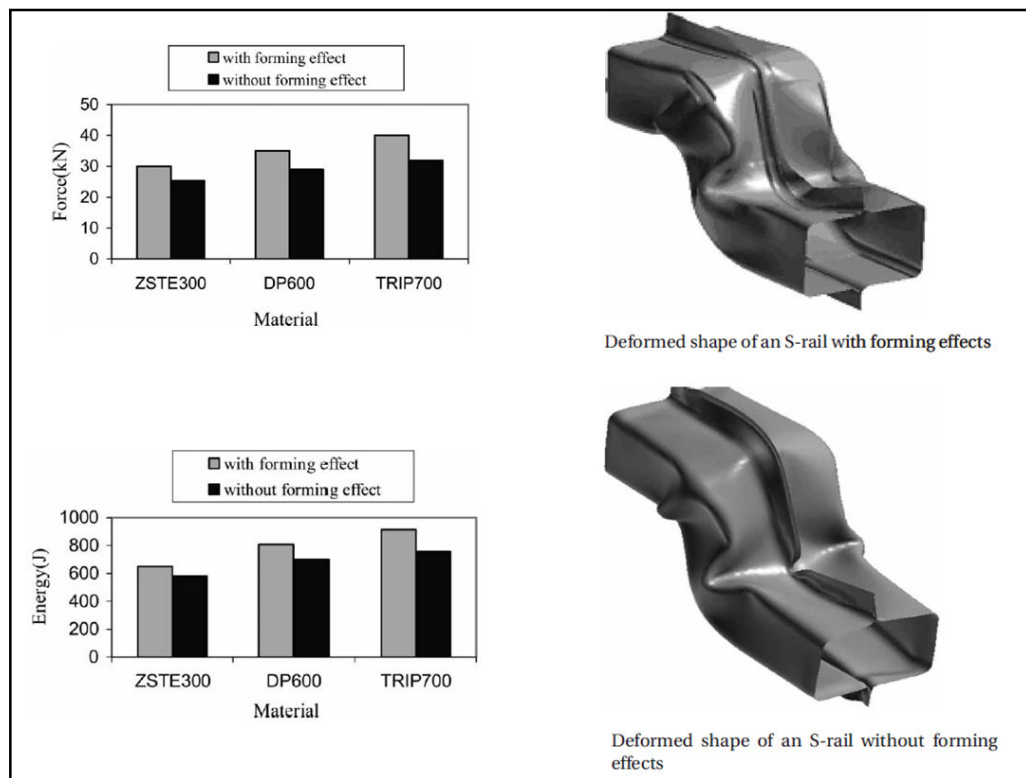 with forming effect
without forming effect
50
40
30
20
10
0
Force(kN)
ZSTE300 DP600 TRIP700
Material
Deformed shape of an S-rail with forming effects
with forming effect
without forming effect
1000
800
600
400
200
0
Energy(J)
ZSTE300 DP600 TRIP700
Material
Deformed shape of an S-rail without forming
effects